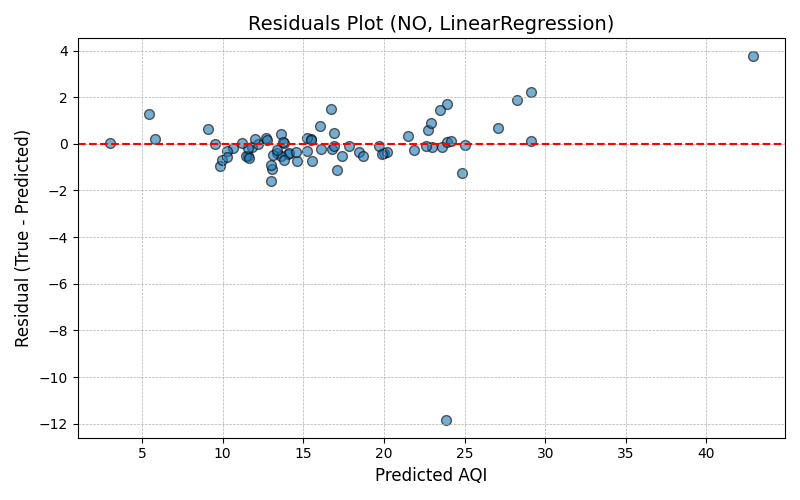 Residuals Plot (NO, LinearRegression)
4
2
0
−2
−4
−6
−8
−10
−12
Residual (True - Predicted)
5 10 15 20 25 30 35 40
Predicted AQI